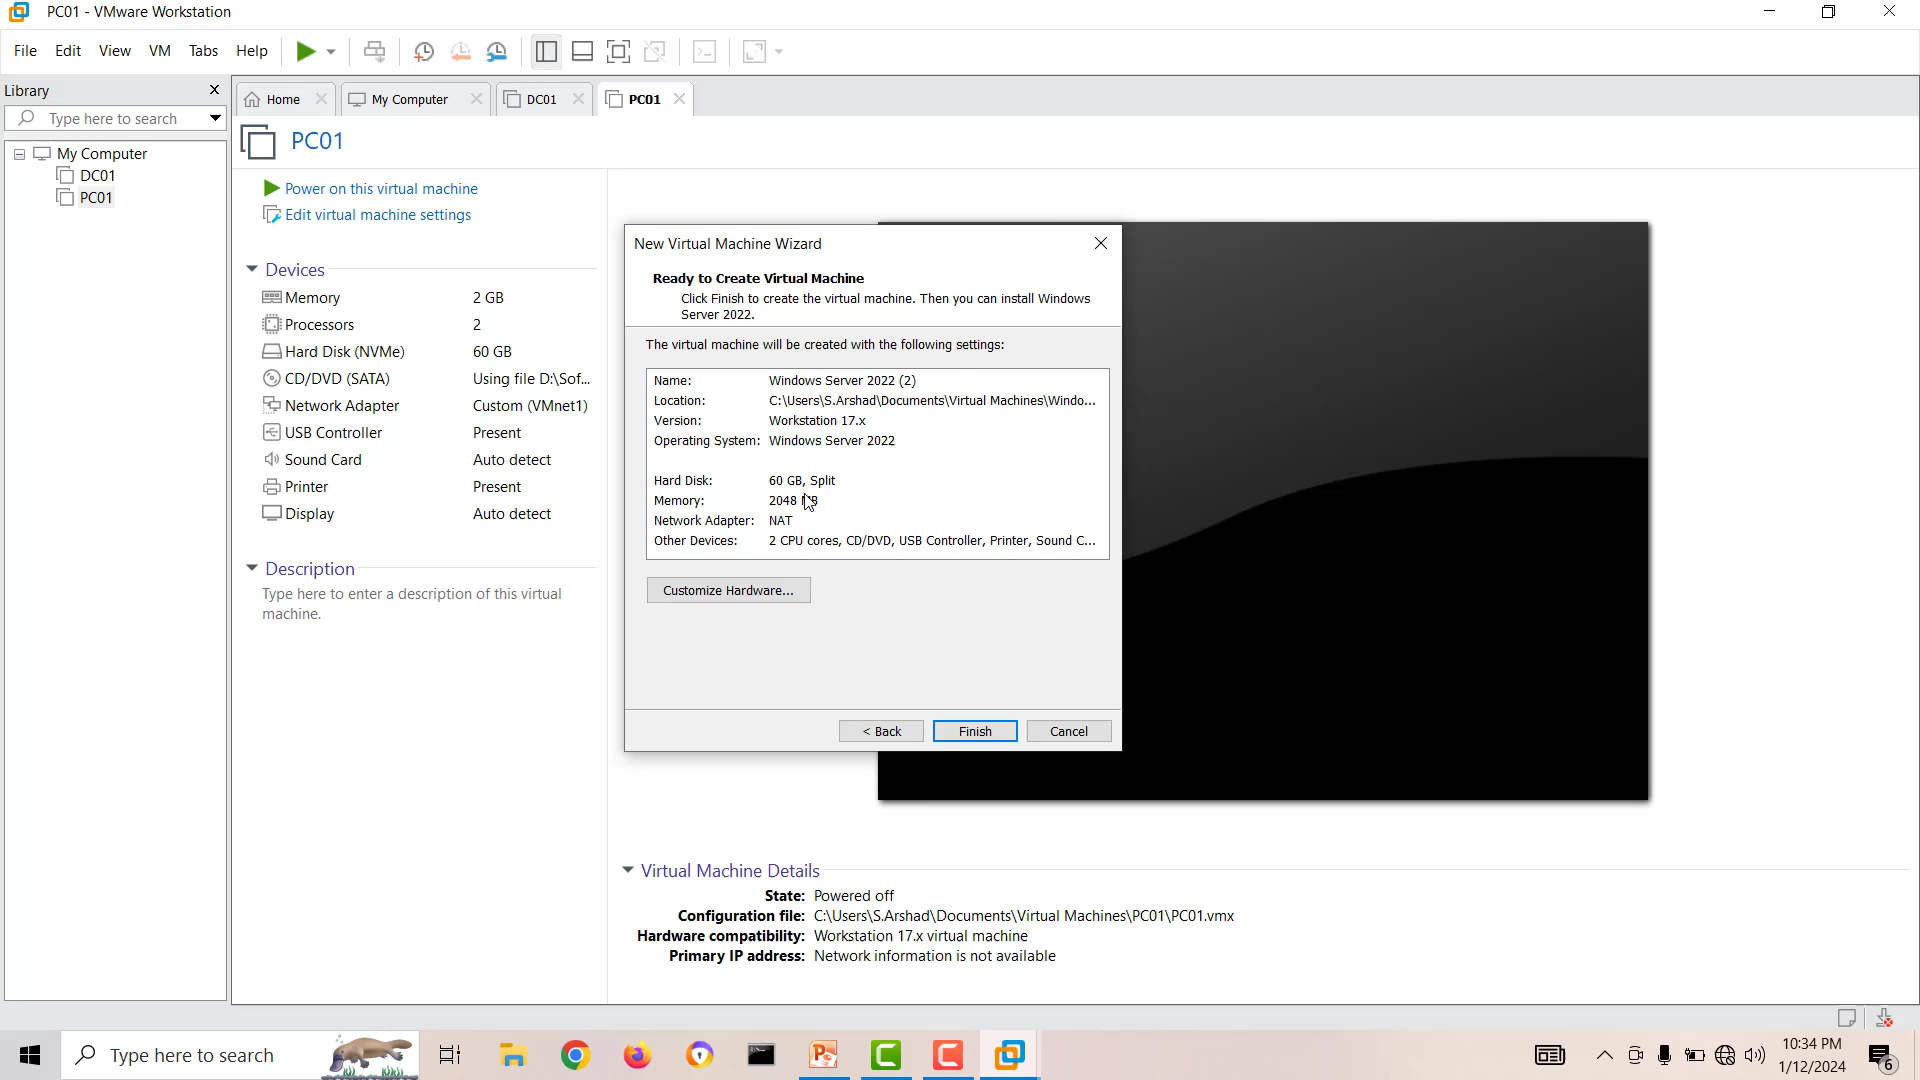 PC01 - VMware Workstation
File Edit View VM Tabs Help
Library
Type here to search
My Computer
DC01
PC01
Home
My Computer
DC01
PC01
PC01
Power on this virtual machine
Edit virtual machine settings
Devices
Memory 2 GB
Processors 2
Hard Disk (NVMe) 60 GB
CD/DVD (SATA) Using file D:\Sof...
Network Adapter Custom (VMnet1)
USB Controller Present
Sound Card Auto detect
Printer Present
Display Auto detect
Description
Type here to enter a description of this virtual
machine.
New Virtual Machine Wizard
Ready to Create Virtual Machine
Click Finish to create the virtual machine. Then you can install Windows
Server 2022.
The virtual machine will be created with the following settings:
Name: Windows Server 2022 (2)
Location: C:\Users\S.Arshad\Documents\Virtual Machines\Windo...
Version: Workstation 17.x
Operating System: Windows Server 2022
Hard Disk: 60 GB, Split
Memory: 2048 MB
Network Adapter: NAT
Other Devices: 2 CPU cores, CD/DVD, USB Controller, Printer, Sound C...
Customize Hardware...
< Back Finish Cancel
Virtual Machine Details
State: Powered off
Configuration file: C:\Users\S.Arshad\Documents\Virtual Machines\PC01\PC01.vmx
Hardware compatibility: Workstation 17.x virtual machine
Primary IP address: Network information is not available
Type here to search
10:34 PM
1/12/2024
6